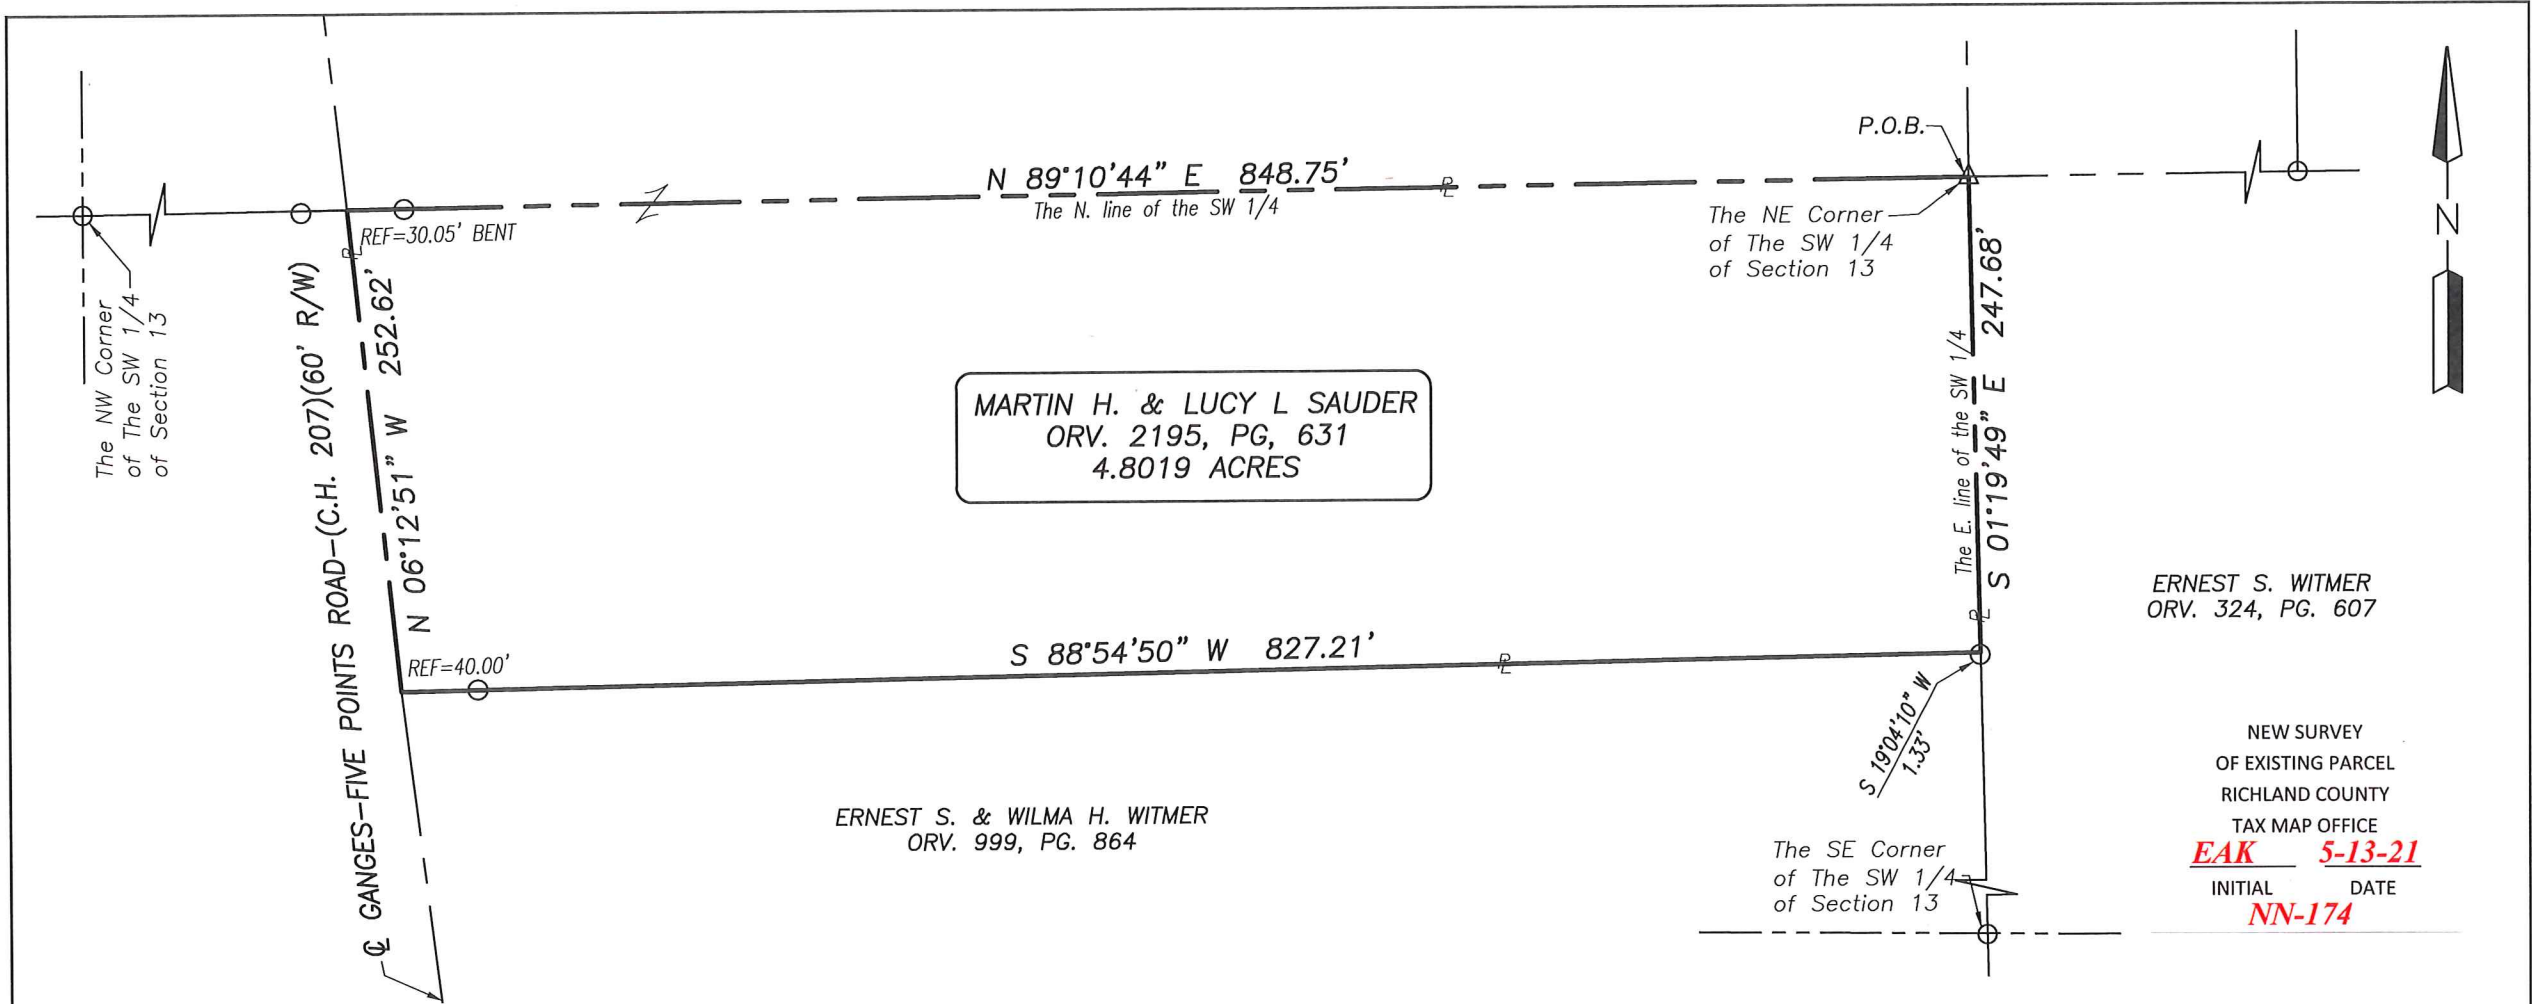 P.O.B.
N 89°10'44" E 848.75'
The N. line of the SW 1/4
REF=30.05' BENT
The NE Corner
of The SW 1/4
of Section 13
N
The NW Corner
of The SW 1/4
of Section 13
N 06°12'51" W 252.62'
℄ GANGES-FIVE POINTS ROAD-(C.H. 207)(60' R/W)
MARTIN H. & LUCY L SAUDER
ORV. 2195, PG, 631
4.8019 ACRES
The E. line of the SW 1/4
S 01°19'49" E 247.68'
ERNEST S. WITMER
ORV. 324, PG. 607
REF=40.00'
S 88°54'50" W 827.21'
S 19°04'10" W
1.33'
ERNEST S. & WILMA H. WITMER
ORV. 999, PG. 864
The SE Corner
of The SW 1/4
of Section 13
NEW SURVEY
OF EXISTING PARCEL
RICHLAND COUNTY
TAX MAP OFFICE
EAK 5-13-21
INITIAL DATE
NN-174